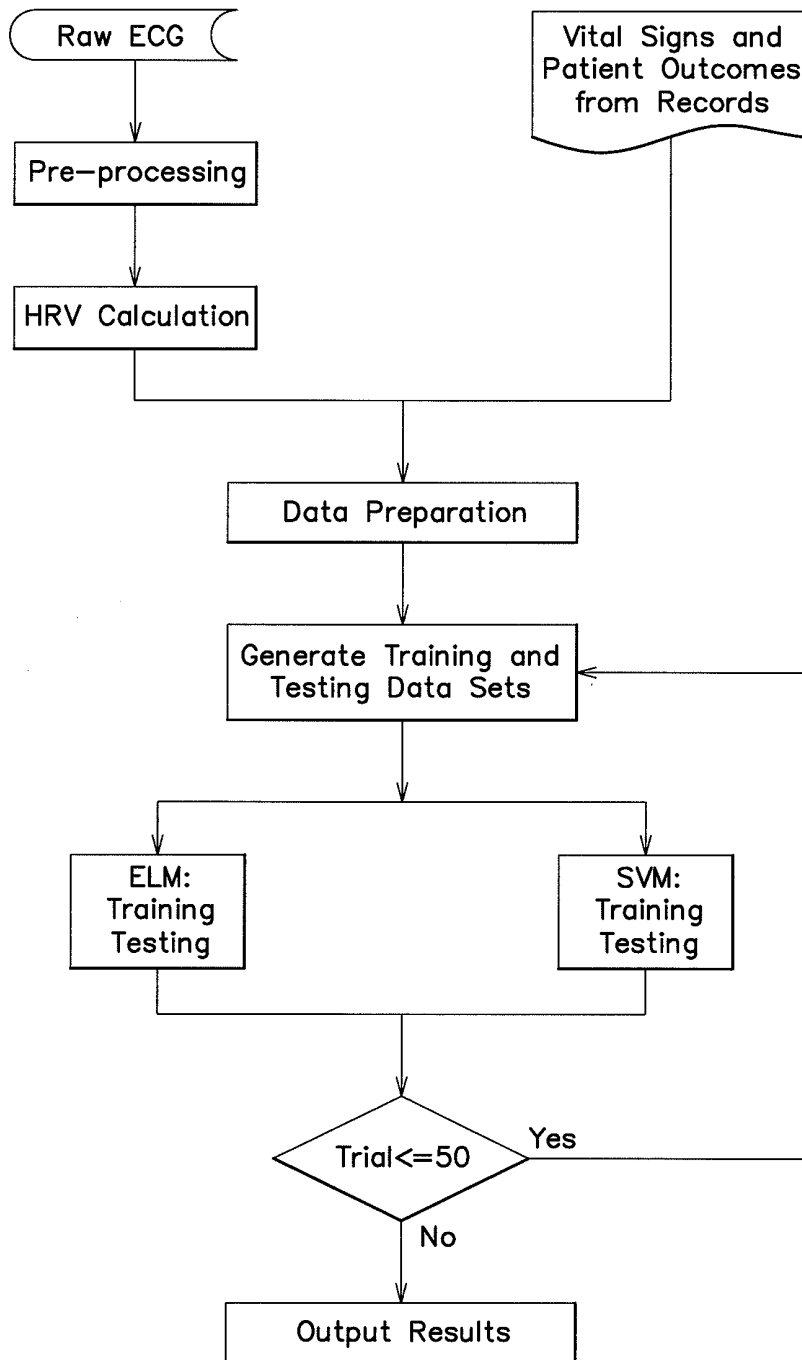 Raw ECG
Vital Signs and
Patient Outcomes
from Records
Pre-processing
HRV Calculation
Data Preparation
Generate Training and
Testing Data Sets
ELM:
Training
Testing
SVM:
Training
Testing
Trial<=50
Yes
No
Output Results